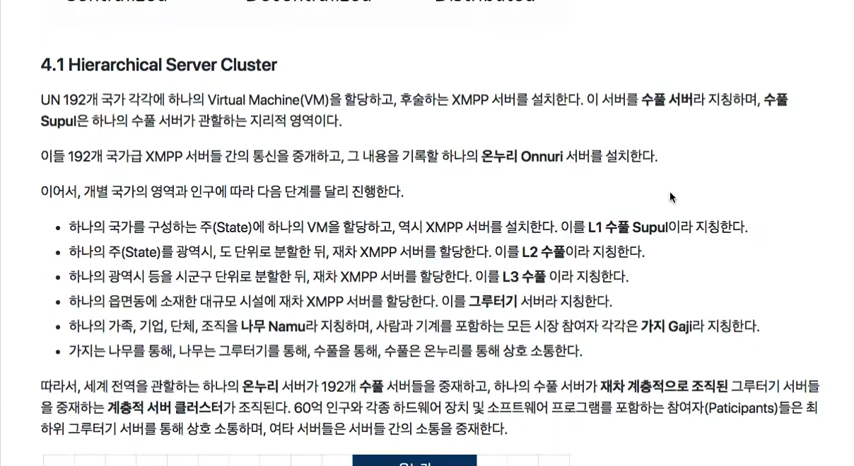 Centralized Decentralized Distributed
4.1 Hierarchical Server Cluster
UN 192개 국가 각각에 하나의 Virtual Machine(VM)을 할당하고, 후술하는 XMPP 서버를 설치한다. 이 서버를 수풀 서버라 지칭하며, 수풀
Supul은 하나의 수풀 서버가 관할하는 지리적 영역이다.
이들 192개 국가급 XMPP 서버들 간의 통신을 중개하고, 그 내용을 기록할 하나의 온누리 Onnuri 서버를 설치한다.
이어서, 개별 국가의 영역과 인구에 따라 다음 단계를 달리 진행한다.
• 하나의 국가를 구성하는 주(State)에 하나의 VM을 할당하고, 역시 XMPP 서버를 설치한다. 이를 L1 수풀 Supul이라 지칭한다.
• 하나의 주(State)를 광역시, 도 단위로 분할한 뒤, 재차 XMPP 서버를 할당한다. 이를 L2 수풀이라 지칭한다.
• 하나의 광역시 등을 시군구 단위로 분할한 뒤, 재차 XMPP 서버를 할당한다. 이를 L3 수풀 이라 지칭한다.
• 하나의 읍면동에 소재한 대규모 시설에 재차 XMPP 서버를 할당한다. 이를 그루터기 서버라 지칭한다.
• 하나의 가족, 기업, 단체, 조직을 나무 Namu라 지칭하며, 사람과 기계를 포함하는 모든 시장 참여자 각각은 가지 Gaji라 지칭한다.
• 가지는 나무를 통해, 나무는 그루터기를 통해, 수풀을 통해, 수풀은 온누리를 통해 상호 소통한다.
따라서, 세계 전역을 관할하는 하나의 온누리 서버가 192개 수풀 서버들을 중재하고, 하나의 수풀 서버가 재차 계층적으로 조직된 그루터기 서버들
을 중재하는 계층적 서버 클러스터가 조직된다. 60억 인구와 각종 하드웨어 장치 및 소프트웨어 프로그램를 포함하는 참여자(Paticipants)들은 최
하위 그루터기 서버를 통해 상호 소통하며, 여타 서버들은 서버들 간의 소통을 중재한다.